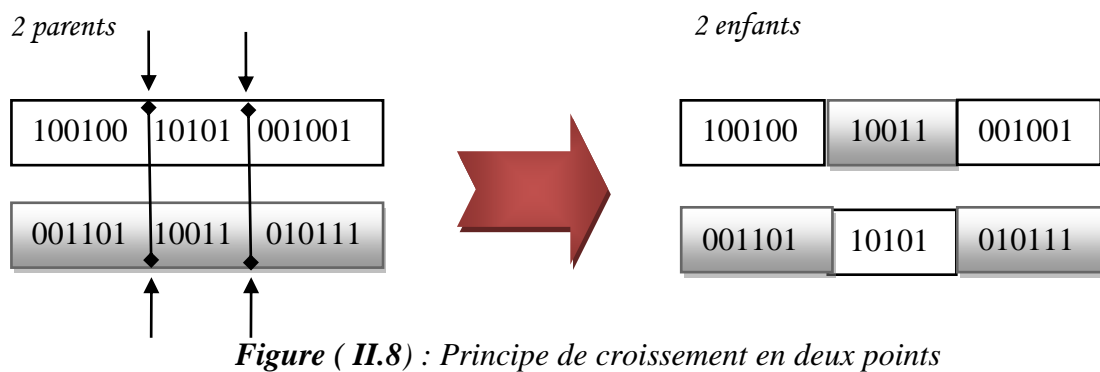 2 parents
2 enfants
100100 10101 001001
100100 10011 001001
001101 10011 010111
001101 10101 010111
Figure ( II.8) : Principe de croissement en deux points